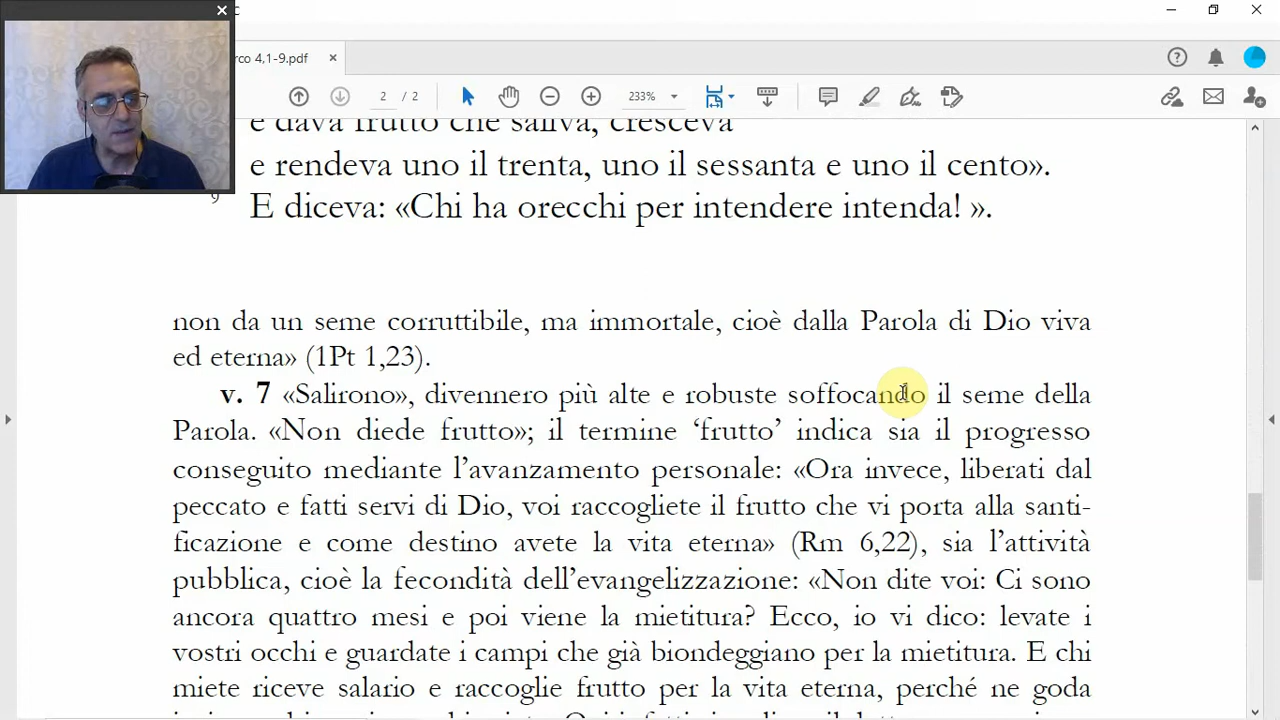 rco 4,1-9.pdf
2 / 2
233%
e dava frutto che saliva, cresceva
e rendeva uno il trenta, uno il sessanta e uno il cento».
9 E diceva: «Chi ha orecchi per intendere intenda! ».
non da un seme corruttibile, ma immortale, cioè dalla Parola di Dio viva
ed eterna» (1Pt 1,23).
v. 7 «Salirono», divennero più alte e robuste soffocando il seme della
Parola. «Non diede frutto»; il termine ‘frutto’ indica sia il progresso
conseguito mediante l’avanzamento personale: «Ora invece, liberati dal
peccato e fatti servi di Dio, voi raccogliete il frutto che vi porta alla santi-
ficazione e come destino avete la vita eterna» (Rm 6,22), sia l’attività
pubblica, cioè la fecondità dell’evangelizzazione: «Non dite voi: Ci sono
ancora quattro mesi e poi viene la mietitura? Ecco, io vi dico: levate i
vostri occhi e guardate i campi che già biondeggiano per la mietitura. E chi
miete riceve salario e raccoglie frutto per la vita eterna, perché ne goda